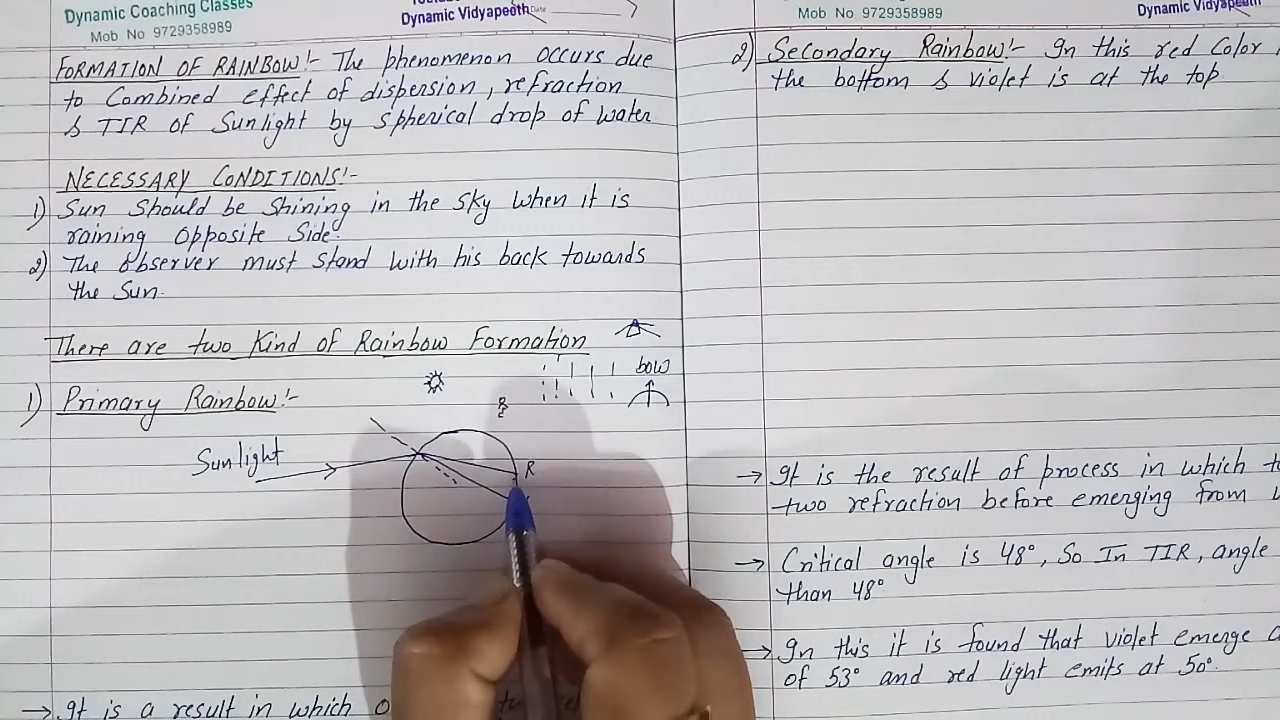 Dynamic Coaching Classes
Mob No 9729358989
Dynamic Vidyapeeth
Date
FORMATION OF RAINBOW:- The phenomenon occurs due
to Combined effect of dispersion, refraction
& TIR of Sunlight by spherical drop of water
NECESSARY CONDITIONS:-
1) Sun should be shining in the sky when it is
raining opposite side.
2) The observer must stand with his back towards
the Sun.
There are two Kind of Rainbow Formation
bow
1) Primary Rainbow:-
Sunlight
R
→ It is a result in which
Mob No 9729358989
Dynamic Vidyapeeth
2) Secondary Rainbow:- In this red color
the bottom & violet is at the top
→ It is the result of process in which
two refraction before emerging from
→ Critical angle is 48°, So In TIR, angle
than 48°
→ In this it is found that violet emerge
of 53° and red light emits at 50°.